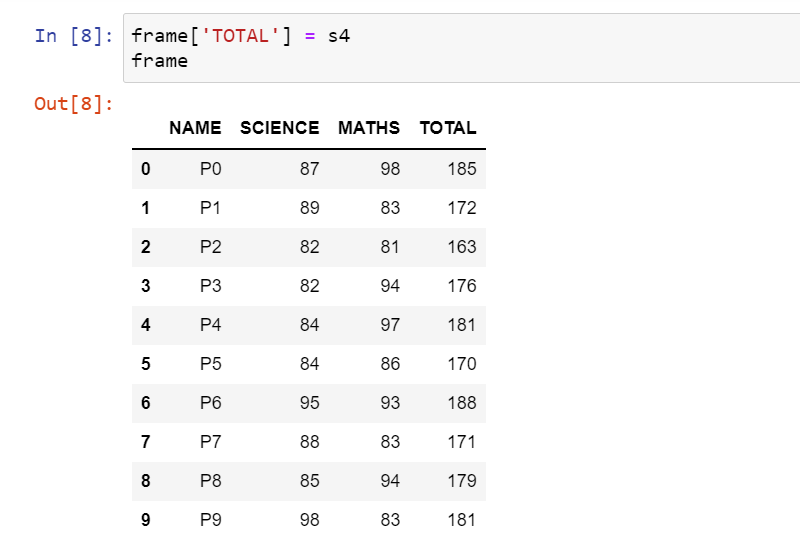 In [8]: frame['TOTAL'] = s4
frame
Out[8]:
NAME SCIENCE MATHS TOTAL
0 P0 87 98 185
1 P1 89 83 172
2 P2 82 81 163
3 P3 82 94 176
4 P4 84 97 181
5 P5 84 86 170
6 P6 95 93 188
7 P7 88 83 171
8 P8 85 94 179
9 P9 98 83 181